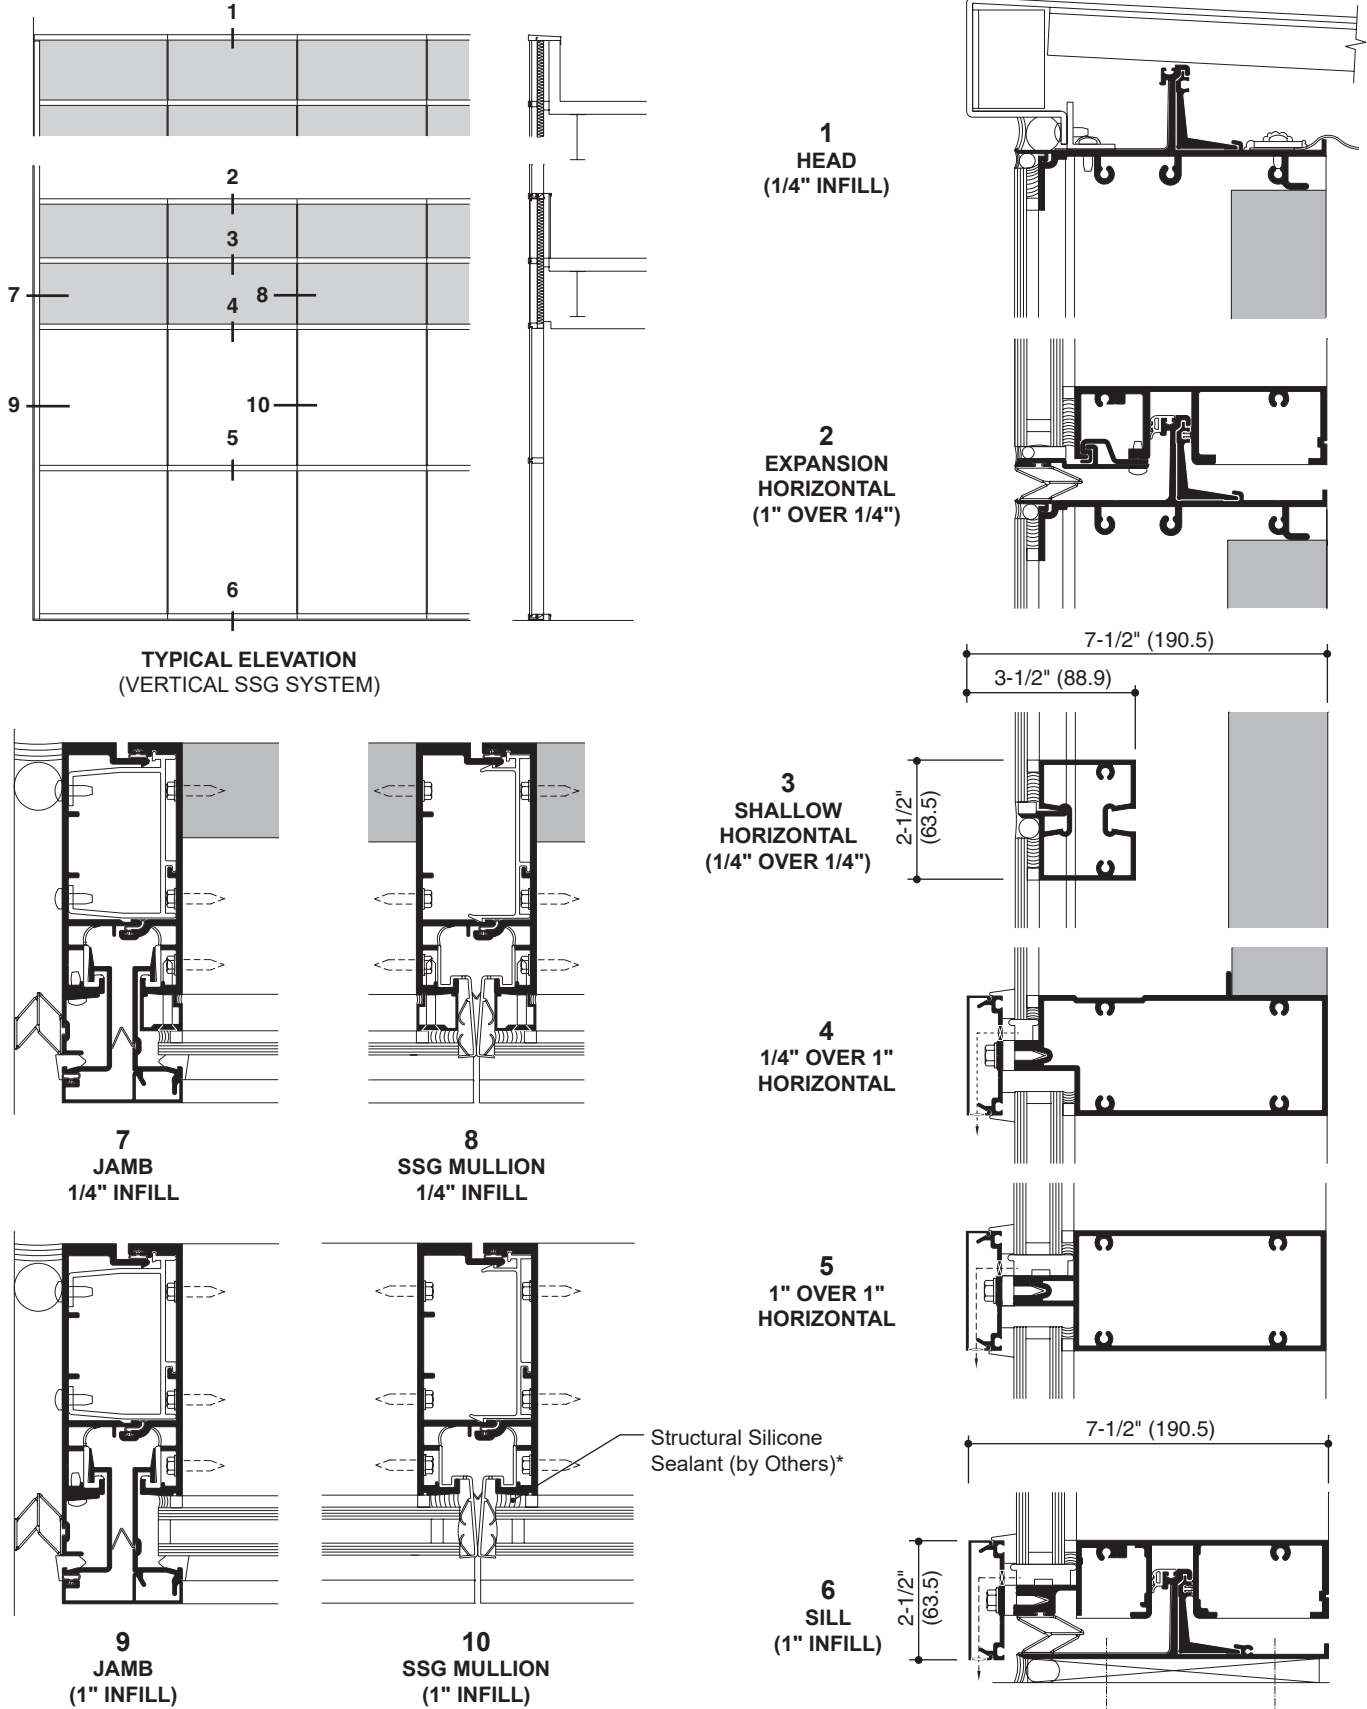 1
2
3
7
8
4
9
10
5
6
TYPICAL ELEVATION
(VERTICAL SSG SYSTEM)
1
HEAD
(1/4" INFILL)
2
EXPANSION
HORIZONTAL
(1" OVER 1/4")
7-1/2" (190.5)
3-1/2" (88.9)
3
SHALLOW
HORIZONTAL
(1/4" OVER 1/4")
2-1/2"
(63.5)
4
1/4" OVER 1"
HORIZONTAL
7
JAMB
1/4" INFILL
8
SSG MULLION
1/4" INFILL
5
1" OVER 1"
HORIZONTAL
Structural Silicone
Sealant (by Others)*
7-1/2" (190.5)
6
SILL
(1" INFILL)
2-1/2"
(63.5)
9
JAMB
(1" INFILL)
10
SSG MULLION
(1" INFILL)